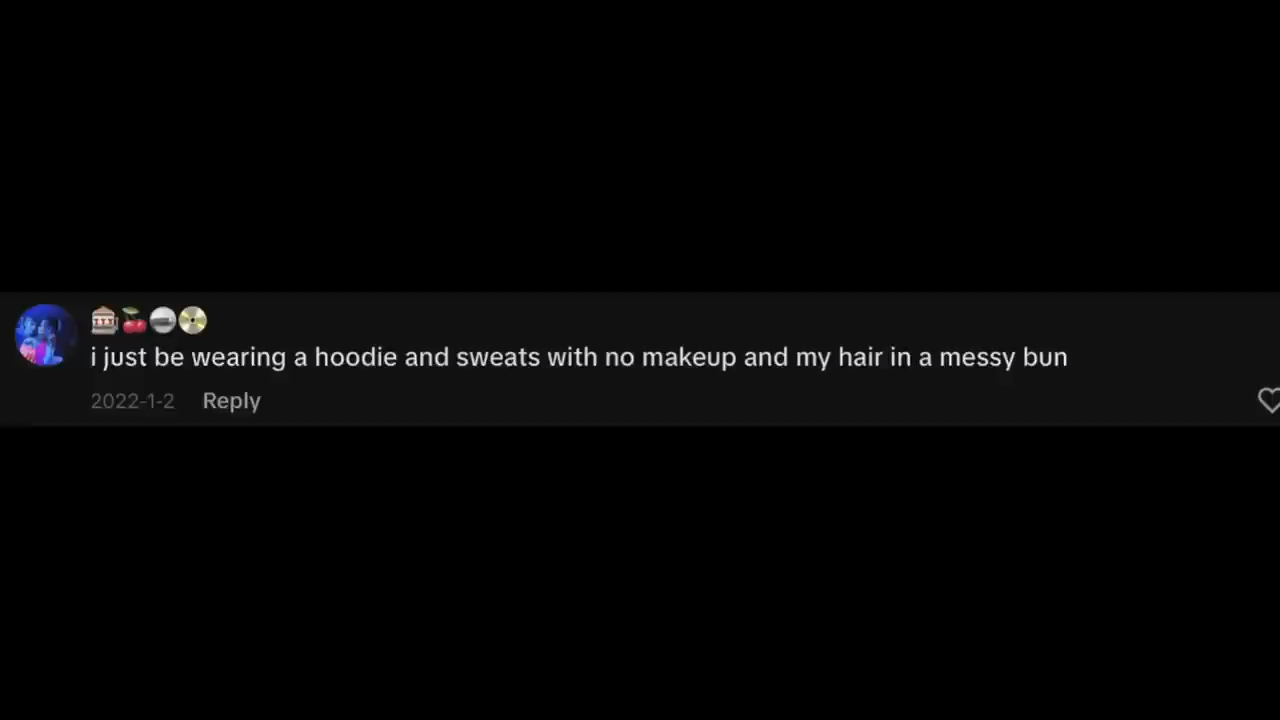 🎰🍒🪩📀
i just be wearing a hoodie and sweats with no makeup and my hair in a messy bun
2022-1-2 Reply